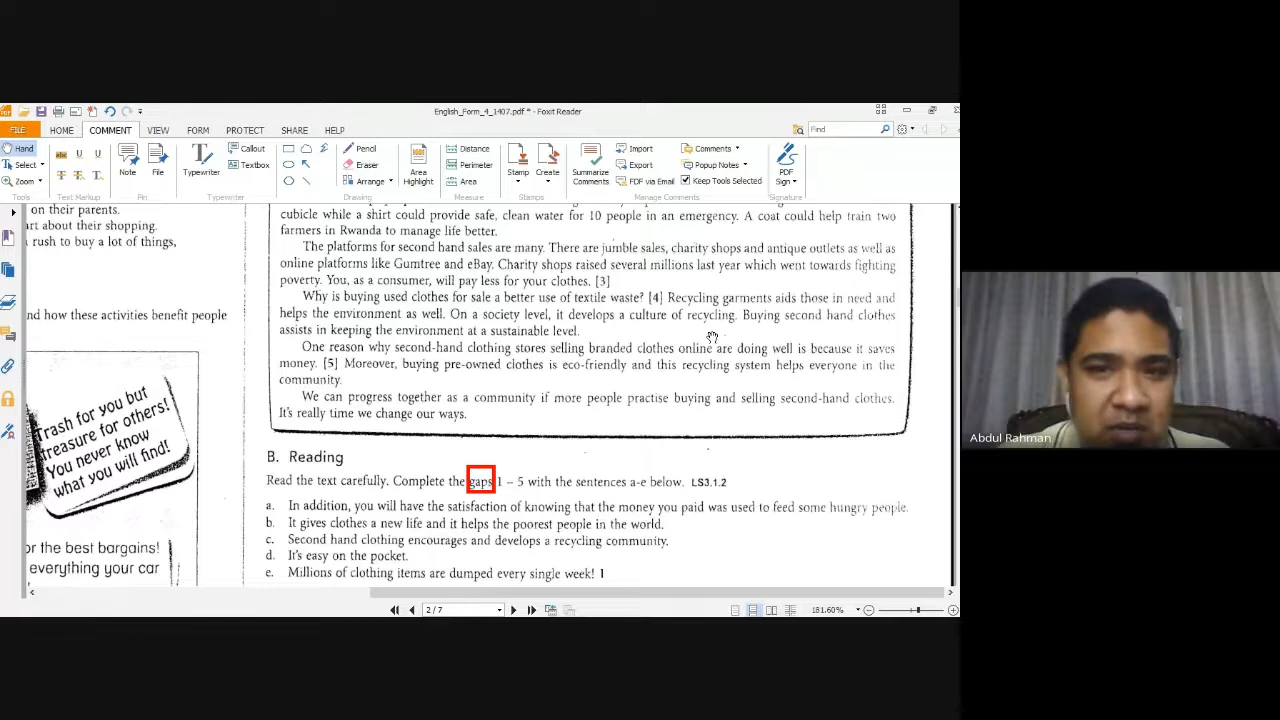 English_Form_4_1407.pdf * - Foxit Reader
FILE HOME COMMENT VIEW FORM PROTECT SHARE HELP
Find
Hand
Select
Zoom
Tools
Text Markup
Note
File
Pin
Typewriter
Callout
Textbox
Typewriter
Pencil
Eraser
Arrange
Drawing
Area Highlight
Distance
Perimeter
Area
Measure
Stamp
Create
Stamps
Summarize Comments
Import
Export
FDF via Email
Comments
Popup Notes
Keep Tools Selected
Manage Comments
PDF Sign
Signature
on their parents.
art about their shopping.
rush to buy a lot of things,
nd how these activities benefit people
Trash for you but
treasure for others!
You never know
what you will find!
or the best bargains!
everything your car
cubicle while a shirt could provide safe, clean water for 10 people in an emergency. A coat could help train two
farmers in Rwanda to manage life better.
The platforms for second hand sales are many. There are jumble sales, charity shops and antique outlets as well as
online platforms like Gumtree and eBay. Charity shops raised several millions last year which went towards fighting
poverty. You, as a consumer, will pay less for your clothes. [3]
Why is buying used clothes for sale a better use of textile waste? [4] Recycling garments aids those in need and
helps the environment as well. On a society level, it develops a culture of recycling. Buying second hand clothes
assists in keeping the environment at a sustainable level.
One reason why second-hand clothing stores selling branded clothes online are doing well is because it saves
money. [5] Moreover, buying pre-owned clothes is eco-friendly and this recycling system helps everyone in the
community.
We can progress together as a community if more people practise buying and selling second-hand clothes.
It's really time we change our ways.
B. Reading
Read the text carefully. Complete the gaps 1 – 5 with the sentences a-e below. LS3.1.2
a. In addition, you will have the satisfaction of knowing that the money you paid was used to feed some hungry people.
b. It gives clothes a new life and it helps the poorest people in the world.
c. Second hand clothing encourages and develops a recycling community.
d. It's easy on the pocket.
e. Millions of clothing items are dumped every single week! 1
2 / 7
181.60%
Abdul Rahman